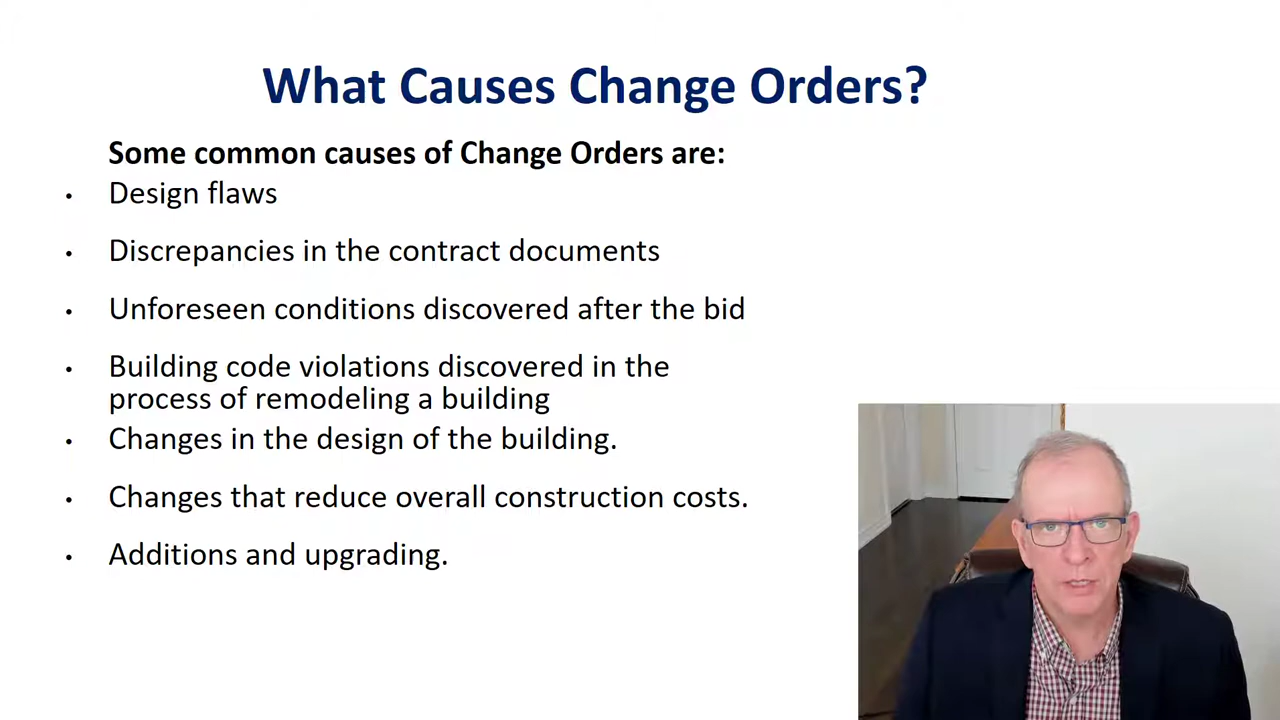 What Causes Change Orders?
Some common causes of Change Orders are:
• Design flaws
• Discrepancies in the contract documents
• Unforeseen conditions discovered after the bid
• Building code violations discovered in the
process of remodeling a building
• Changes in the design of the building.
• Changes that reduce overall construction costs.
• Additions and upgrading.